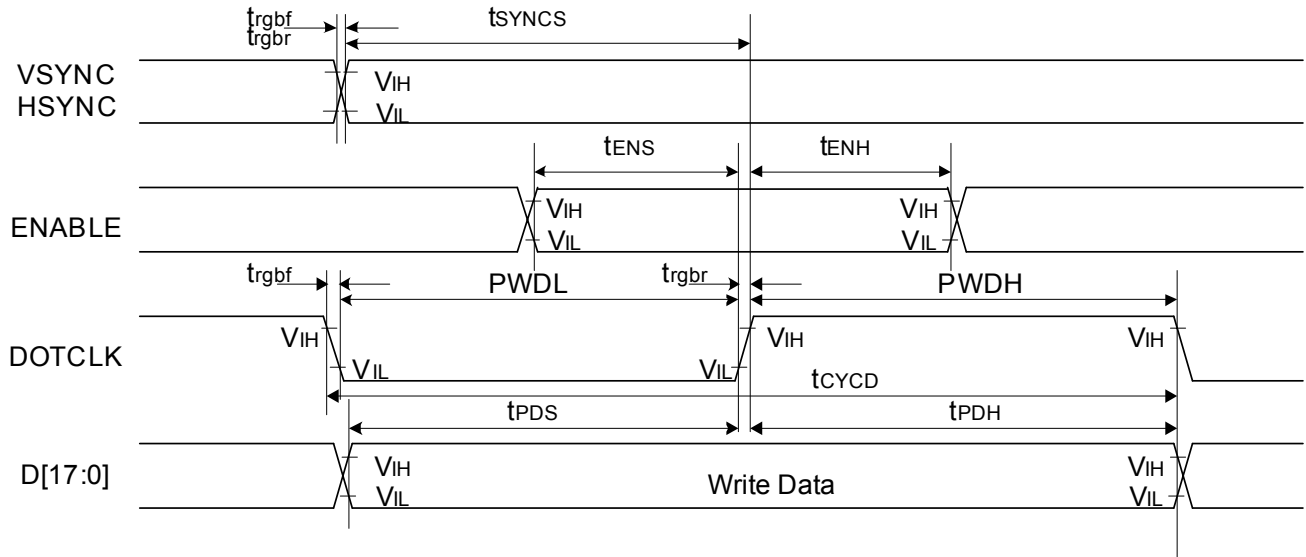 trgbf
trgbr
tSYNCS
VSYNC
HSYNC
VIH
VIL
tENS
tENH
ENABLE
VIH
VIL
VIH
VIL
trgbf
PWDL
trgbr
PWDH
DOTCLK
VIH
VIL
VIL
VIH
VIH
tCYCD
tPDS
tPDH
D[17:0]
VIH
VIL
Write Data
VIH
VIL